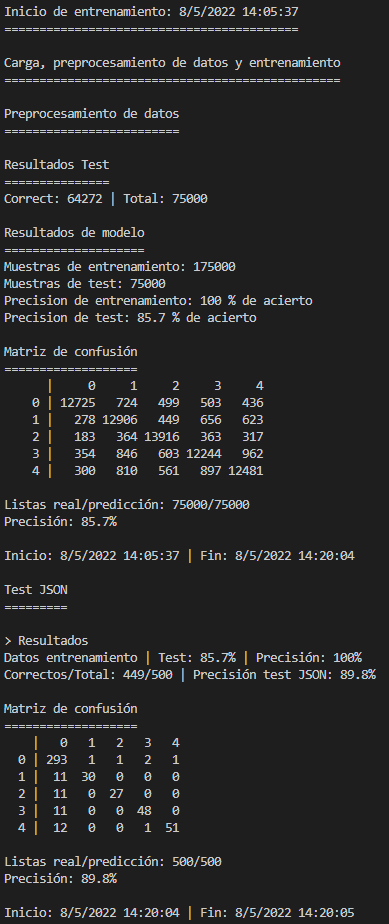 Inicio de entrenamiento: 8/5/2022 14:05:37
==========================================
Carga, preprocesamiento de datos y entrenamiento
================================================
Preprocesamiento de datos
=========================
Resultados Test
===============
Correct: 64272 | Total: 75000
Resultados de modelo
====================
Muestras de entrenamiento: 175000
Muestras de test: 75000
Precision de entrenamiento: 100 % de acierto
Precision de test: 85.7 % de acierto
Matriz de confusión
===================
      |     0     1     2     3     4
    0 | 12725   724   499   503   436
    1 |   278 12906   449   656   623
    2 |   183   364 13916   363   317
    3 |   354   846   603 12244   962
    4 |   300   810   561   897 12481
Listas real/predicción: 75000/75000
Precisión: 85.7%
Inicio: 8/5/2022 14:05:37 | Fin: 8/5/2022 14:20:04
Test JSON
=========
> Resultados
Datos entrenamiento | Test: 85.7% | Precisión: 100%
Correctos/Total: 449/500 | Precisión test JSON: 89.8%
Matriz de confusión
===================
    |   0   1   2   3   4
  0 | 293   1   1   2   1
  1 |  11  30   0   0   0
  2 |  11   0  27   0   0
  3 |  11   0   0  48   0
  4 |  12   0   0   1  51
Listas real/predicción: 500/500
Precisión: 89.8%
Inicio: 8/5/2022 14:20:04 | Fin: 8/5/2022 14:20:05